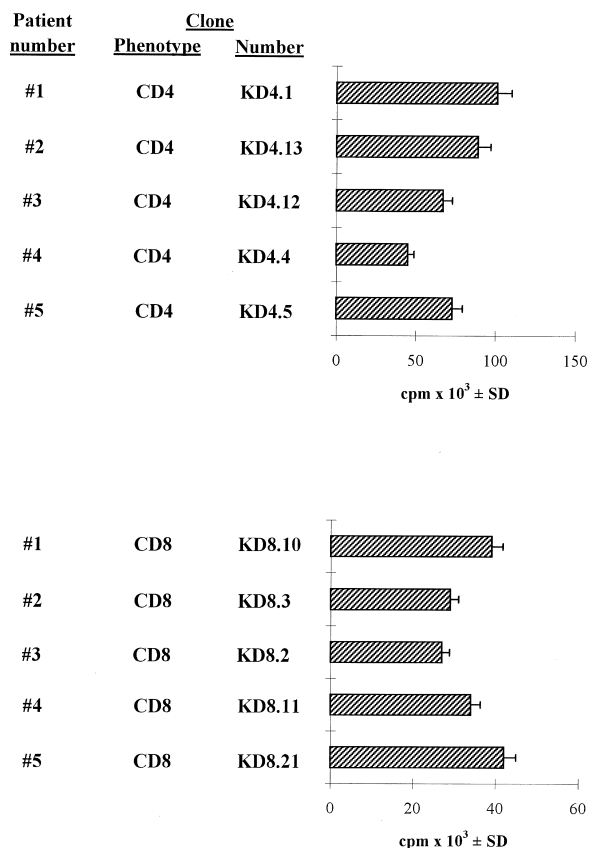 Patient Clone
number Phenotype Number
#1 CD4 KD4.1
#2 CD4 KD4.13
#3 CD4 KD4.12
#4 CD4 KD4.4
#5 CD4 KD4.5
0 50 100 150
cpm x 10³ ± SD
#1 CD8 KD8.10
#2 CD8 KD8.3
#3 CD8 KD8.2
#4 CD8 KD8.11
#5 CD8 KD8.21
0 20 40 60
cpm x 10³ ± SD